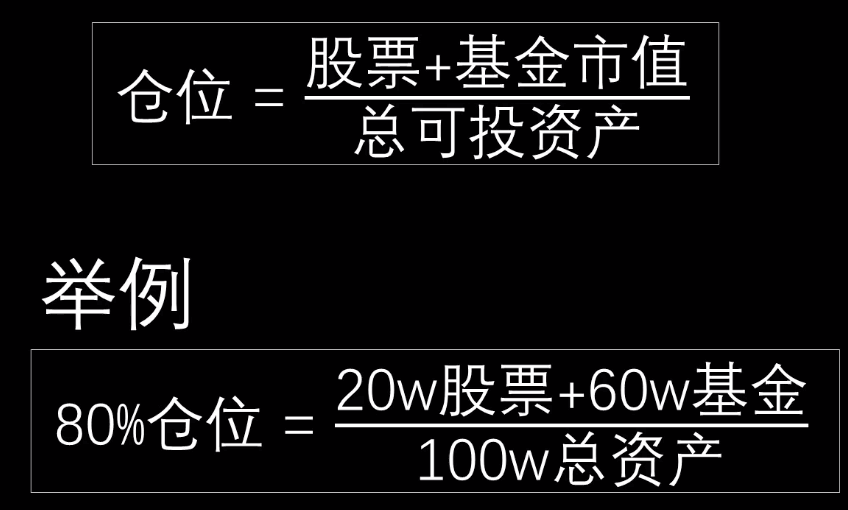 仓位 = 股票+基金市值
总可投资产
举例
80%仓位 = 20w股票+60w基金
100w总资产